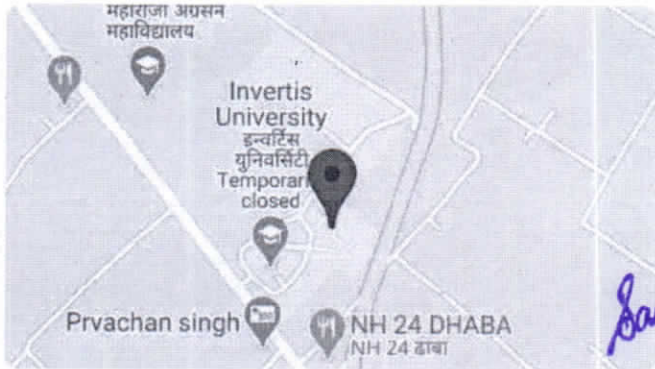 महाराजा अग्रसेन
महाविद्यालय
Invertis
University
इन्वर्टिस
युनिवर्सिटी
closed
Prvachan singh
NH 24 DHABA
NH 24 ढाबा